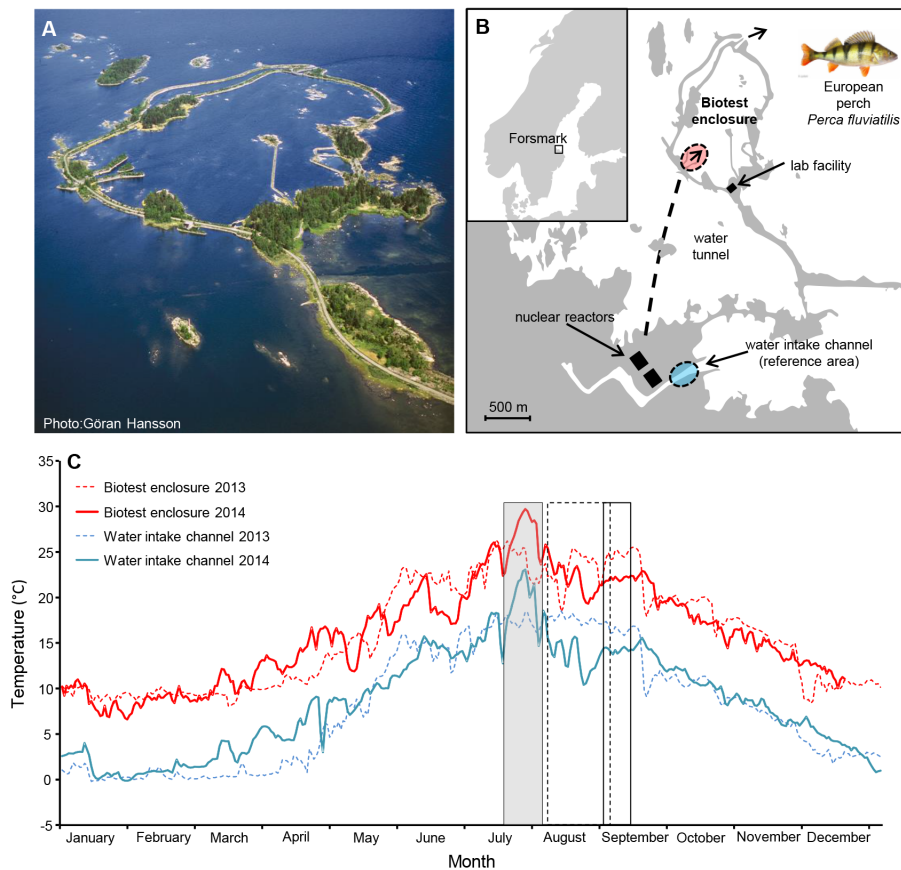 A
Photo:Göran Hansson
B
Forsmark
Biotest
enclosure
European
perch
Perca fluviatilis
lab facility
water
tunnel
nuclear reactors
water intake channel
(reference area)
500 m
C
Biotest enclosure 2013
Biotest enclosure 2014
Water intake channel 2013
Water intake channel 2014
Temperature (°C)
35
30
25
20
15
10
5
0
-5
January February March April May June July August September October November December
Month